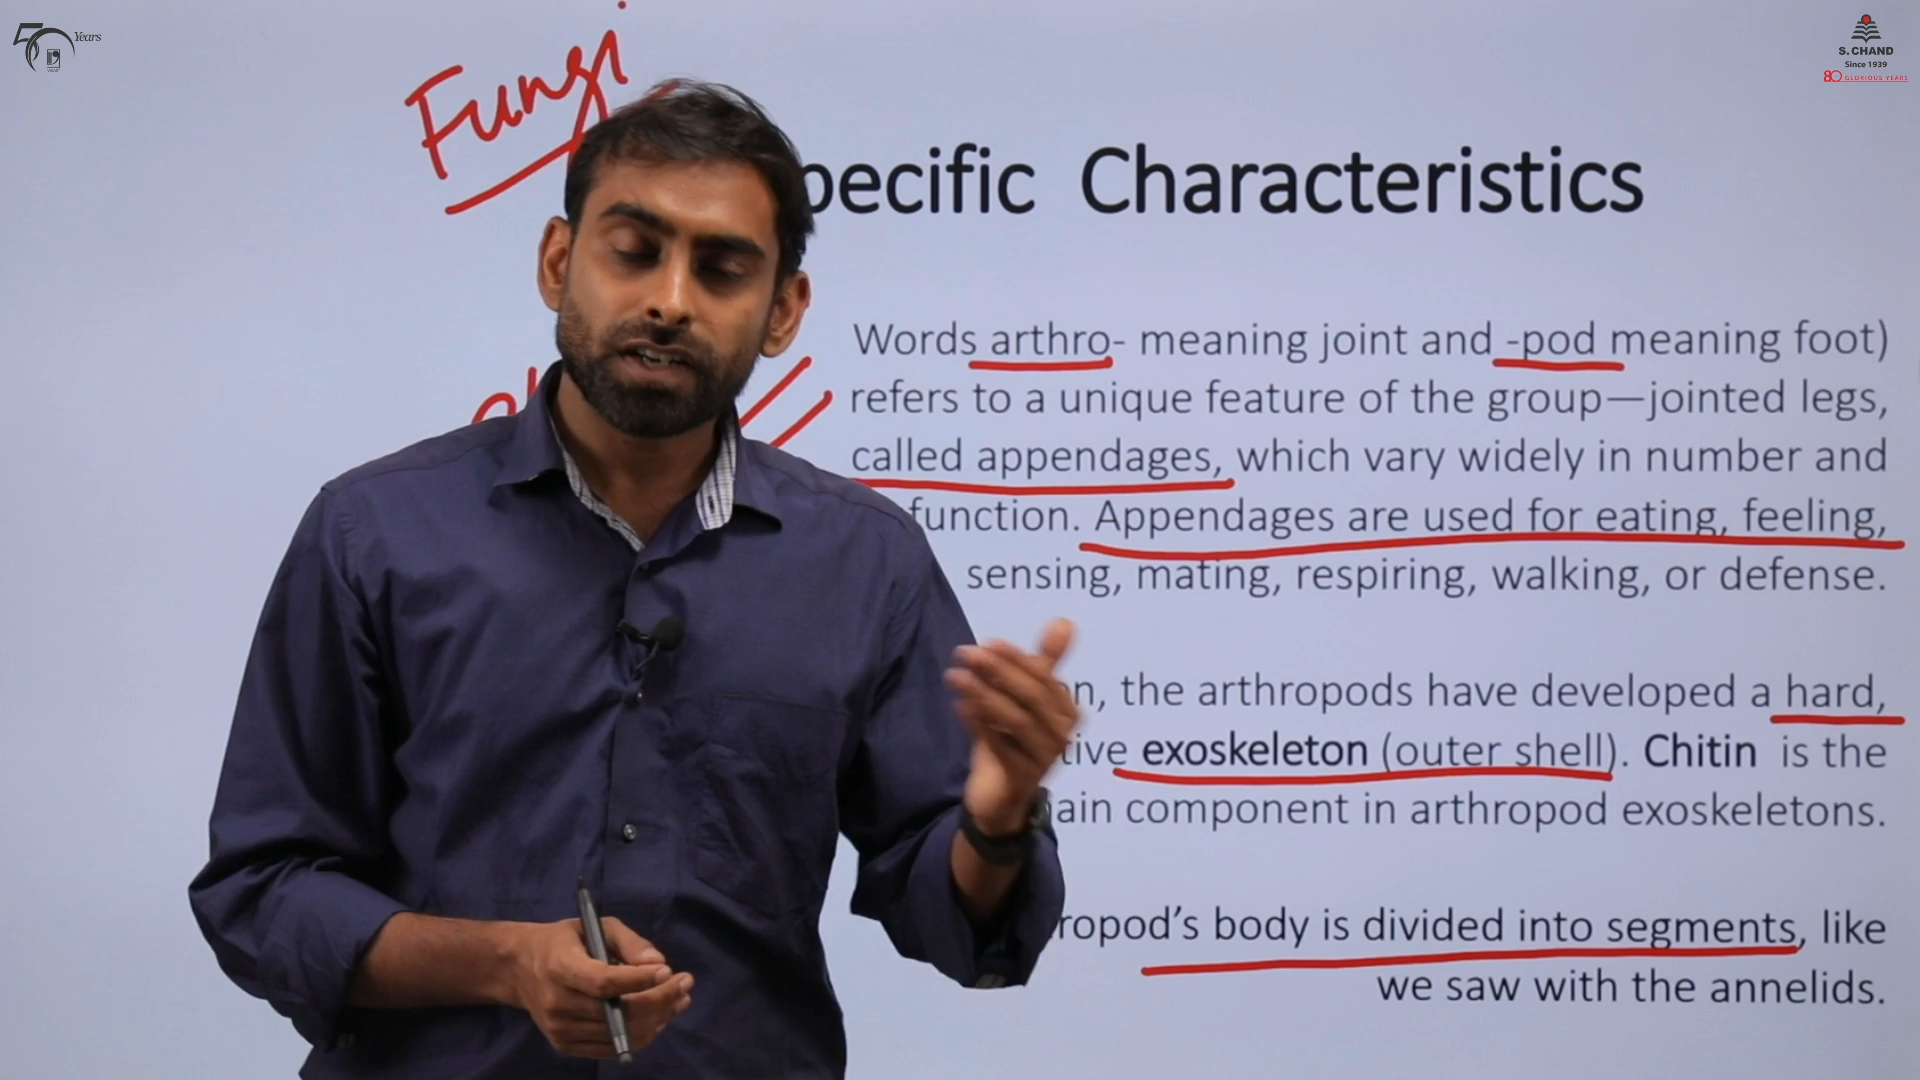 50 Years
S. CHAND
Since 1939
80 GLORIOUS YEARS
Fungi
pecific Characteristics
Words arthro- meaning joint and -pod meaning foot)
refers to a unique feature of the group—jointed legs,
called appendages, which vary widely in number and
function. Appendages are used for eating, feeling,
sensing, mating, respiring, walking, or defense.
n, the arthropods have developed a hard,
tive exoskeleton (outer shell). Chitin is the
ain component in arthropod exoskeletons.
ropod’s body is divided into segments, like
we saw with the annelids.